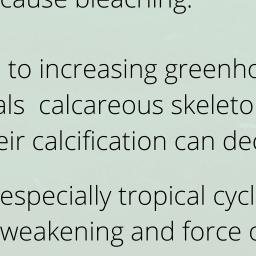 cause bleaching.
to increasing greenho
als calcareous skeleto
eir calcification can dec
especially tropical cycl
weakening and force o